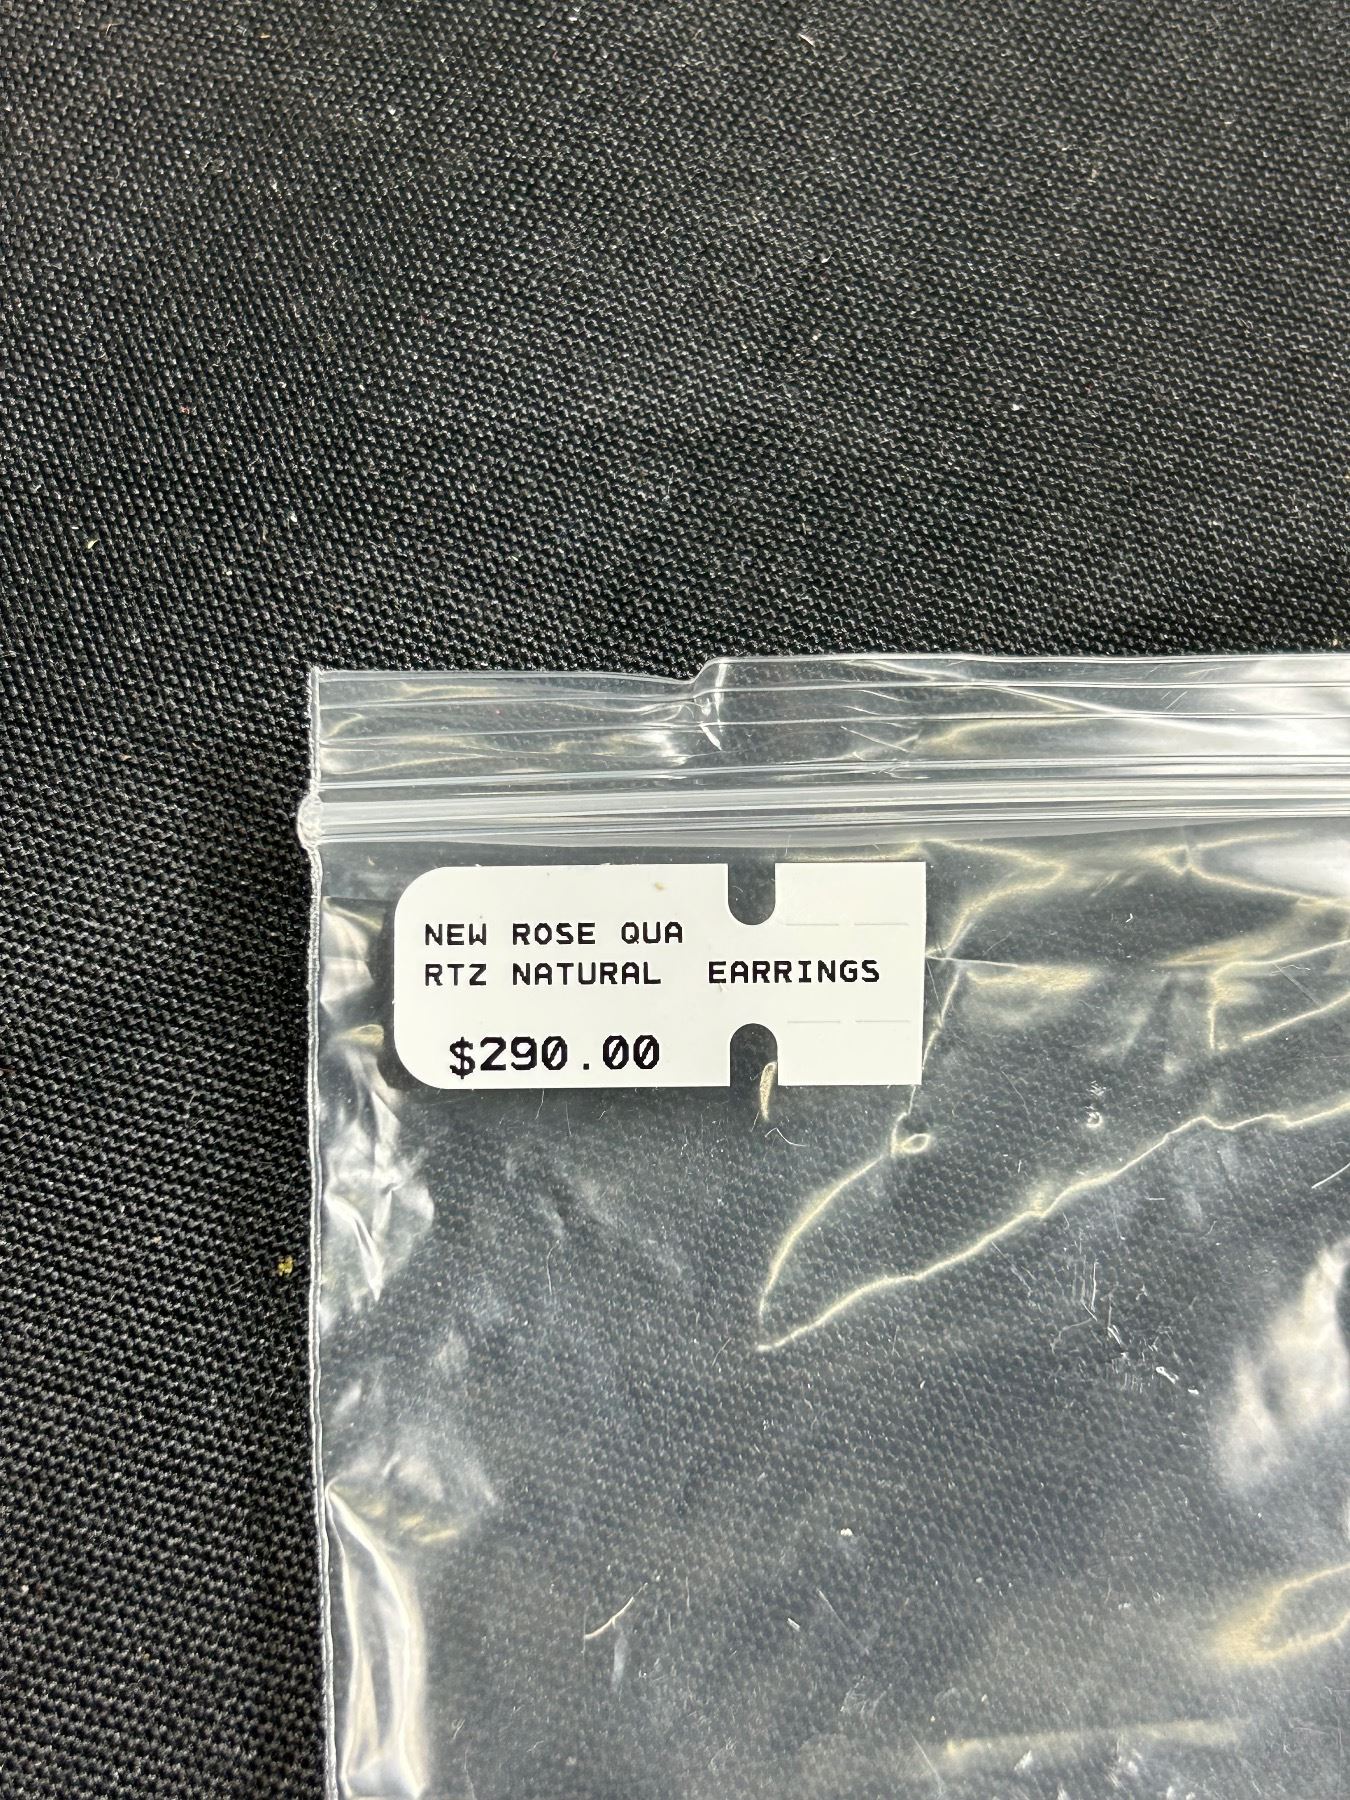 NEW ROSE QUA
RTZ NATURAL EARRINGS
$290.00